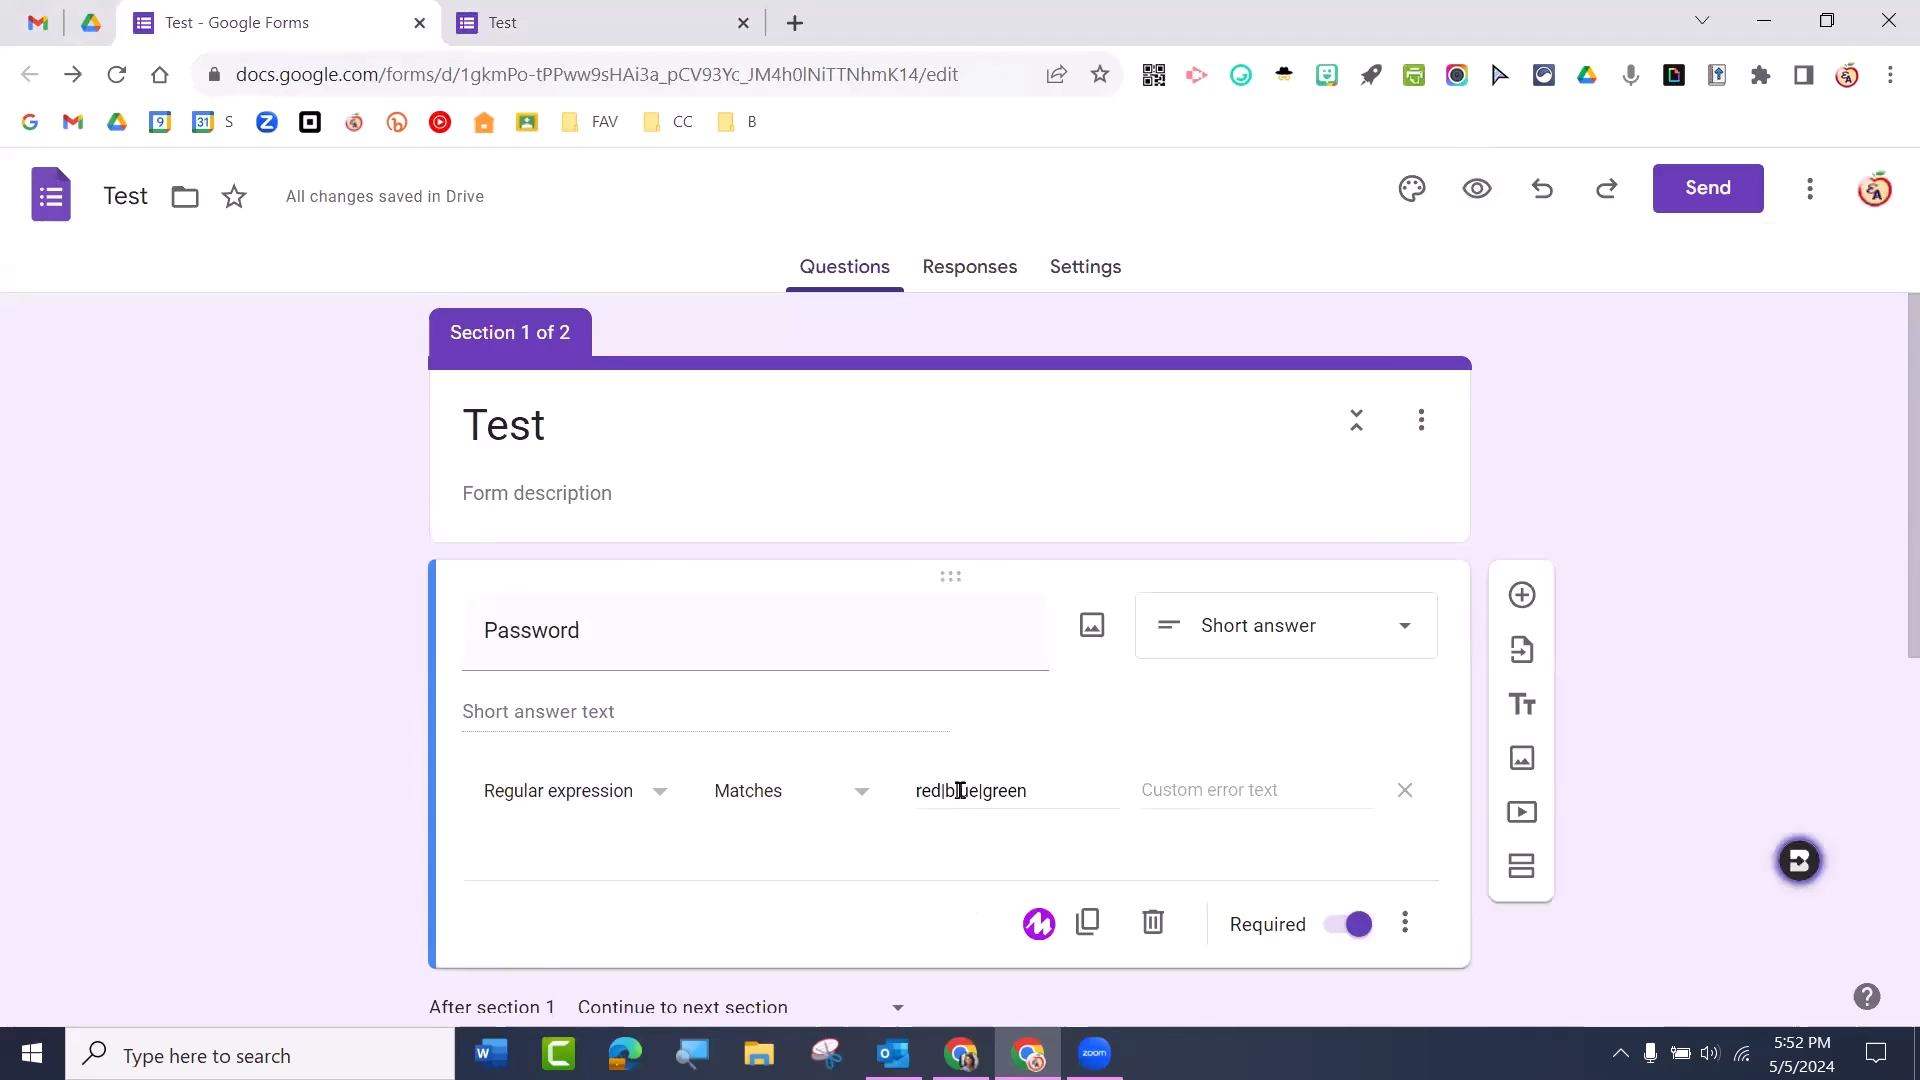 Test - Google Forms
Test
docs.google.com/forms/d/1gkmPo-tPPww9sHAi3a_pCV93Yc_JM4h0lNiTTNhmK14/edit
S
FAV
CC
B
Test
All changes saved in Drive
Send
Questions
Responses
Settings
Section 1 of 2
Test
Form description
Password
Short answer
Short answer text
Regular expression
Matches
red|blue|green
Custom error text
Required
After section 1
Continue to next section
Type here to search
zoom
5:52 PM
5/5/2024